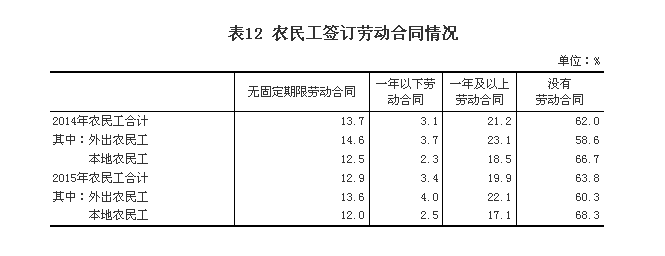 表12 农民工签订劳动合同情况
单位：%
无固定期限劳动合同 一年以下劳动合同 一年及以上劳动合同 没有劳动合同
2014年农民工合计 13.7 3.1 21.2 62.0
其中：外出农民工 14.6 3.7 23.1 58.6
本地农民工 12.5 2.3 18.5 66.7
2015年农民工合计 12.9 3.4 19.9 63.8
其中：外出农民工 13.6 4.0 22.1 60.3
本地农民工 12.0 2.5 17.1 68.3